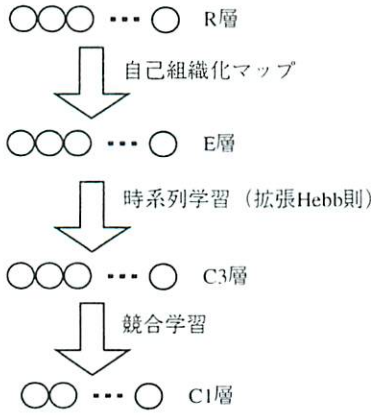 R層
自己組織化マップ
E層
時系列学習（拡張Hebb則）
C3層
競合学習
C1層